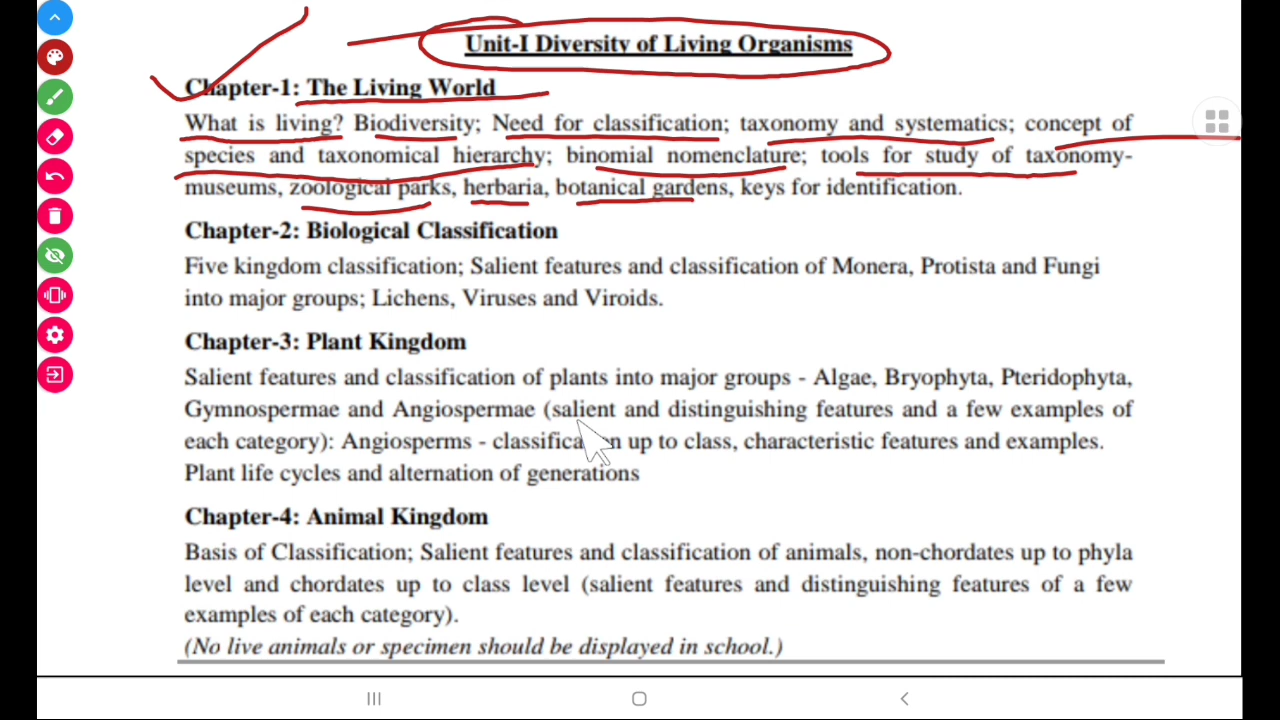 Unit-I Diversity of Living Organisms
Chapter-1: The Living World
What is living? Biodiversity; Need for classification; taxonomy and systematics; concept of
species and taxonomical hierarchy; binomial nomenclature; tools for study of taxonomy-
museums, zoological parks, herbaria, botanical gardens, keys for identification.
Chapter-2: Biological Classification
Five kingdom classification; Salient features and classification of Monera, Protista and Fungi
into major groups; Lichens, Viruses and Viroids.
Chapter-3: Plant Kingdom
Salient features and classification of plants into major groups - Algae, Bryophyta, Pteridophyta,
Gymnospermae and Angiospermae (salient and distinguishing features and a few examples of
each category): Angiosperms - classification up to class, characteristic features and examples.
Plant life cycles and alternation of generations
Chapter-4: Animal Kingdom
Basis of Classification; Salient features and classification of animals, non-chordates up to phyla
level and chordates up to class level (salient features and distinguishing features of a few
examples of each category).
(No live animals or specimen should be displayed in school.)